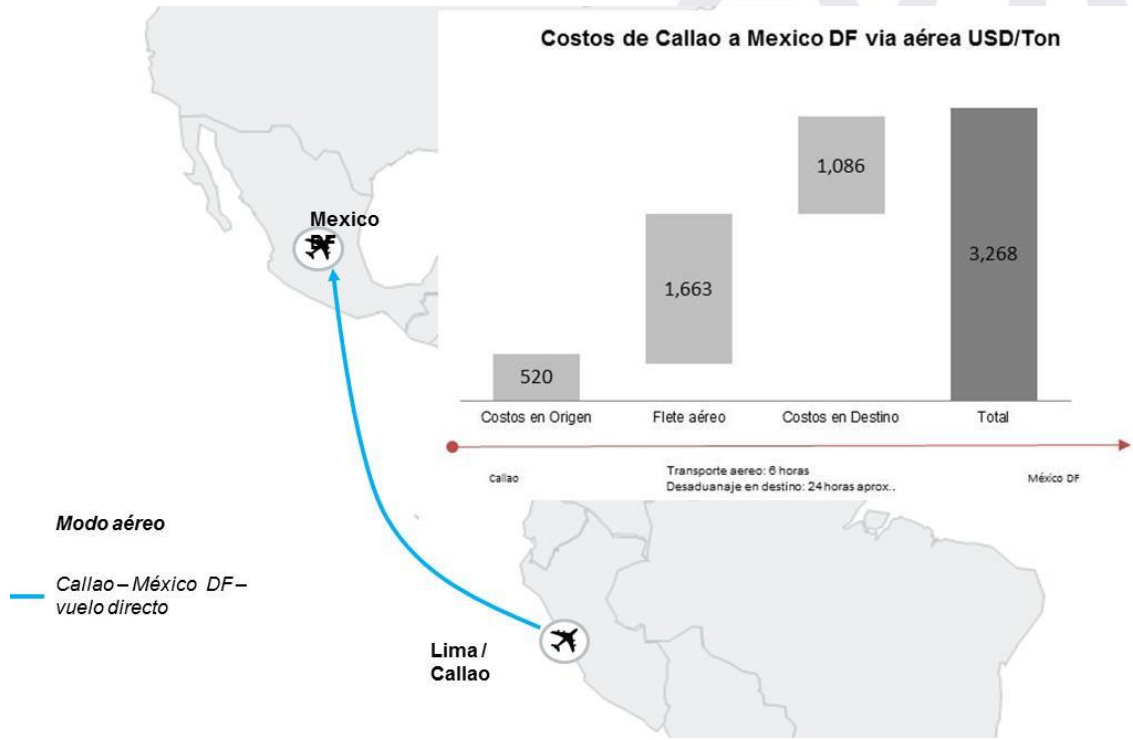 Costos de Callao a Mexico DF via aérea USD/Ton
1,086
3,268
1,663
520
Costos en Origen
Flete aéreo
Costos en Destino
Total
Callao
Transporte aereo: 6 horas
Desaduanaje en destino: 24 horas aprox..
México DF
Mexico
DF
Modo aéreo
Callao – México DF –
vuelo directo
Lima /
Callao